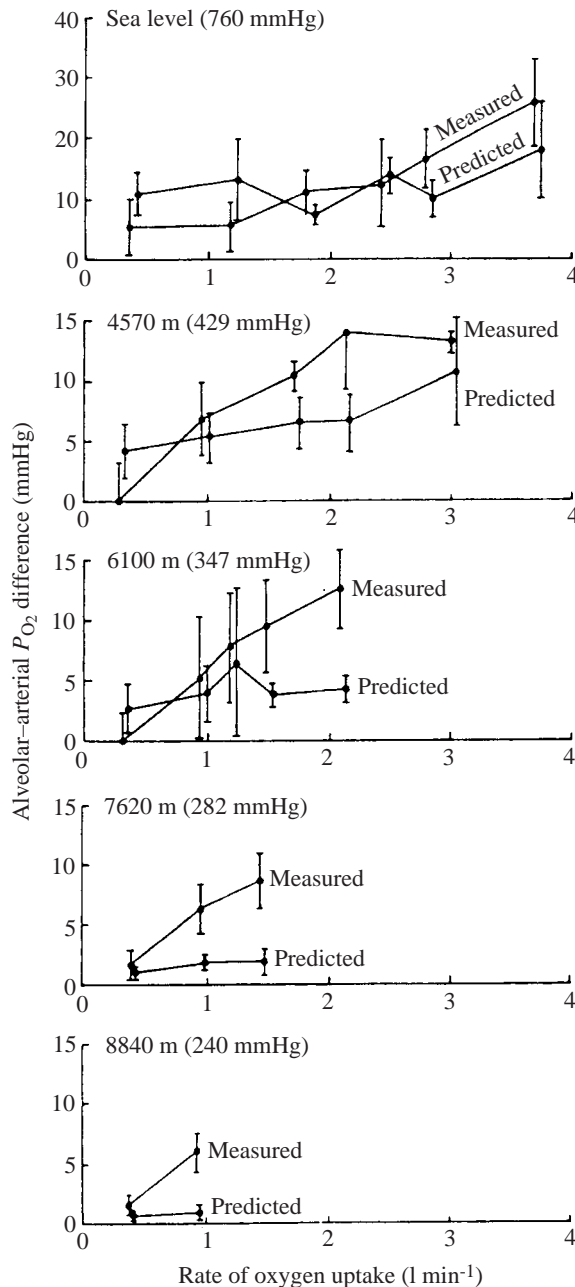 Sea level (760 mmHg)
40
30
20
10
0
Measured
Predicted
0 1 2 3 4
4570 m (429 mmHg)
15
10
5
0
Measured
Predicted
0 1 2 3 4
6100 m (347 mmHg)
15
10
5
0
Measured
Predicted
0 1 2 3 4
7620 m (282 mmHg)
15
10
5
0
Measured
Predicted
0 1 2 3 4
8840 m (240 mmHg)
15
10
5
0
Measured
Predicted
0 1 2 3 4
Alveolar–arterial PO2 difference (mmHg)
Rate of oxygen uptake (l min-1)